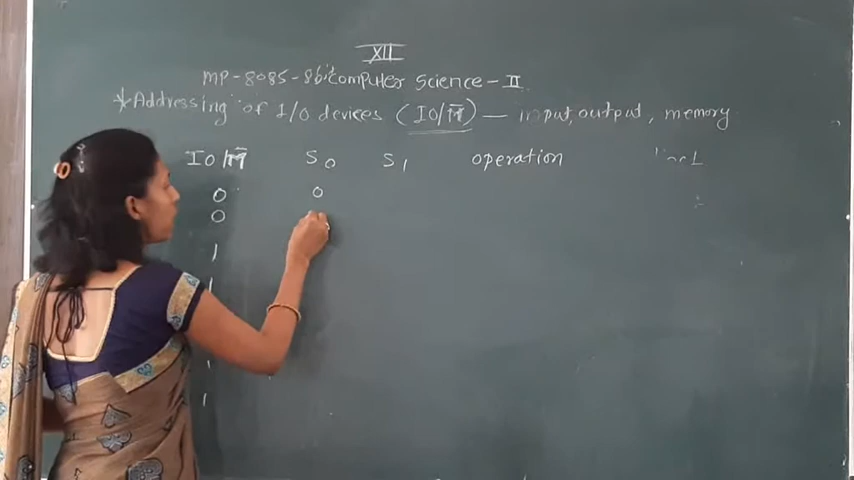 XII
MP-8085-8bit Computer Science-II
*Addressing of I/O devices (IO/M̅) — input, output, memory
IO/M̅ S0 S1 operation
0 0
0
1
1
1
1